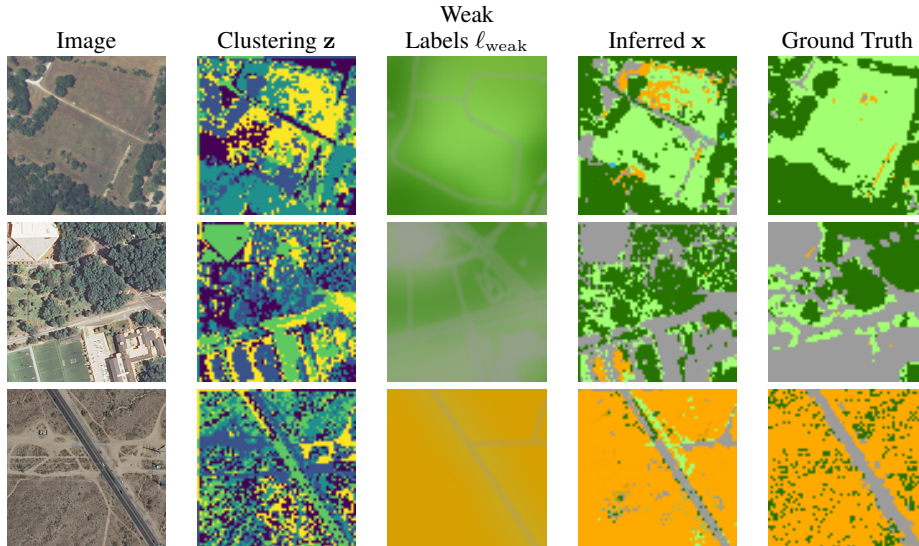 Image
Clustering z
Weak
Labels ℓweak
Inferred x
Ground Truth